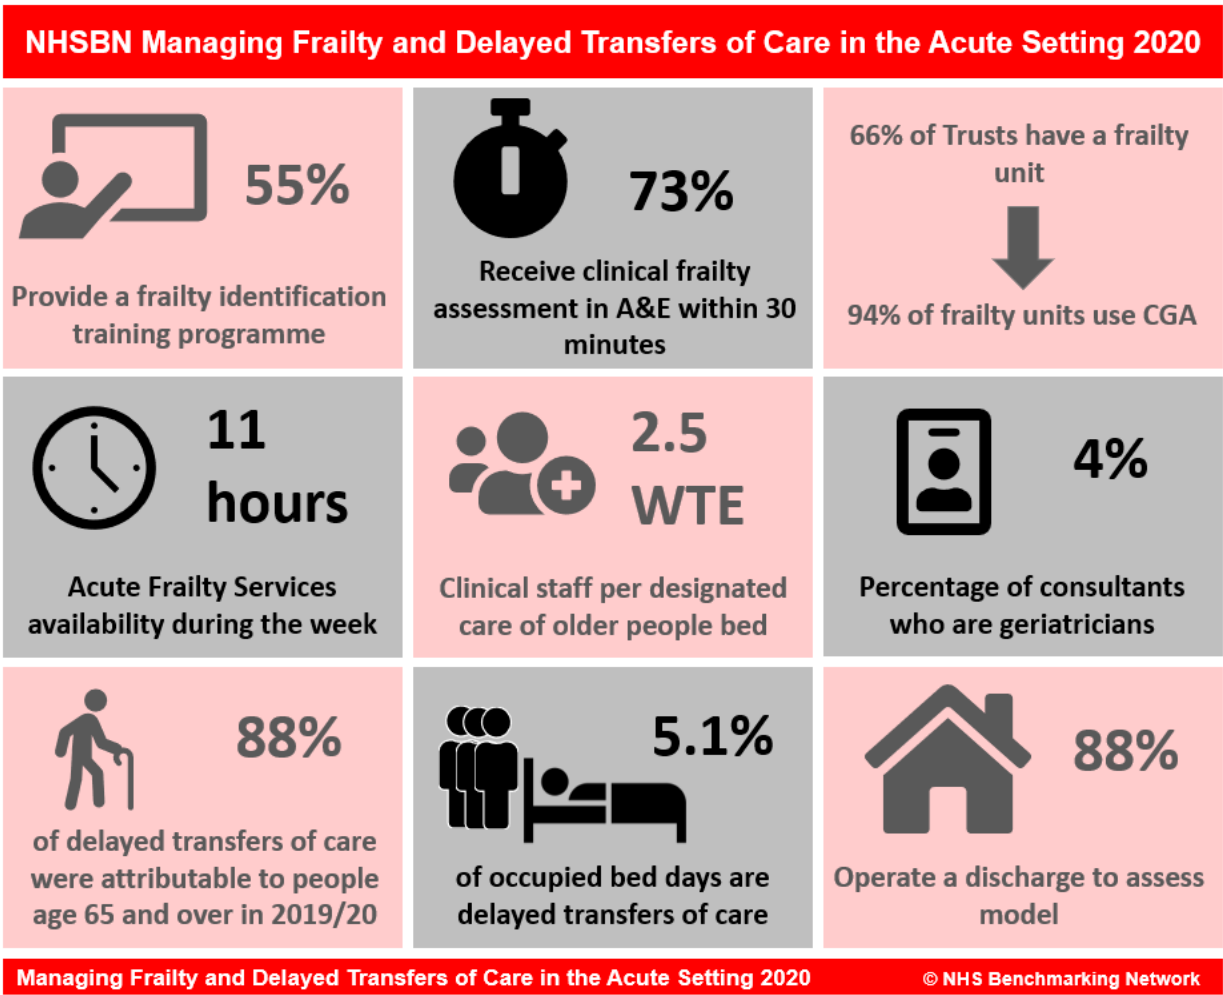 NHSBN Managing Frailty and Delayed Transfers of Care in the Acute Setting 2020
55%
Provide a frailty identification
training programme
73%
Receive clinical frailty
assessment in A&E within 30
minutes
66% of Trusts have a frailty
unit
94% of frailty units use CGA
11
hours
Acute Frailty Services
availability during the week
2.5
WTE
Clinical staff per designated
care of older people bed
4%
Percentage of consultants
who are geriatricians
88%
of delayed transfers of care
were attributable to people
age 65 and over in 2019/20
5.1%
of occupied bed days are
delayed transfers of care
88%
Operate a discharge to assess
model
Managing Frailty and Delayed Transfers of Care in the Acute Setting 2020
© NHS Benchmarking Network